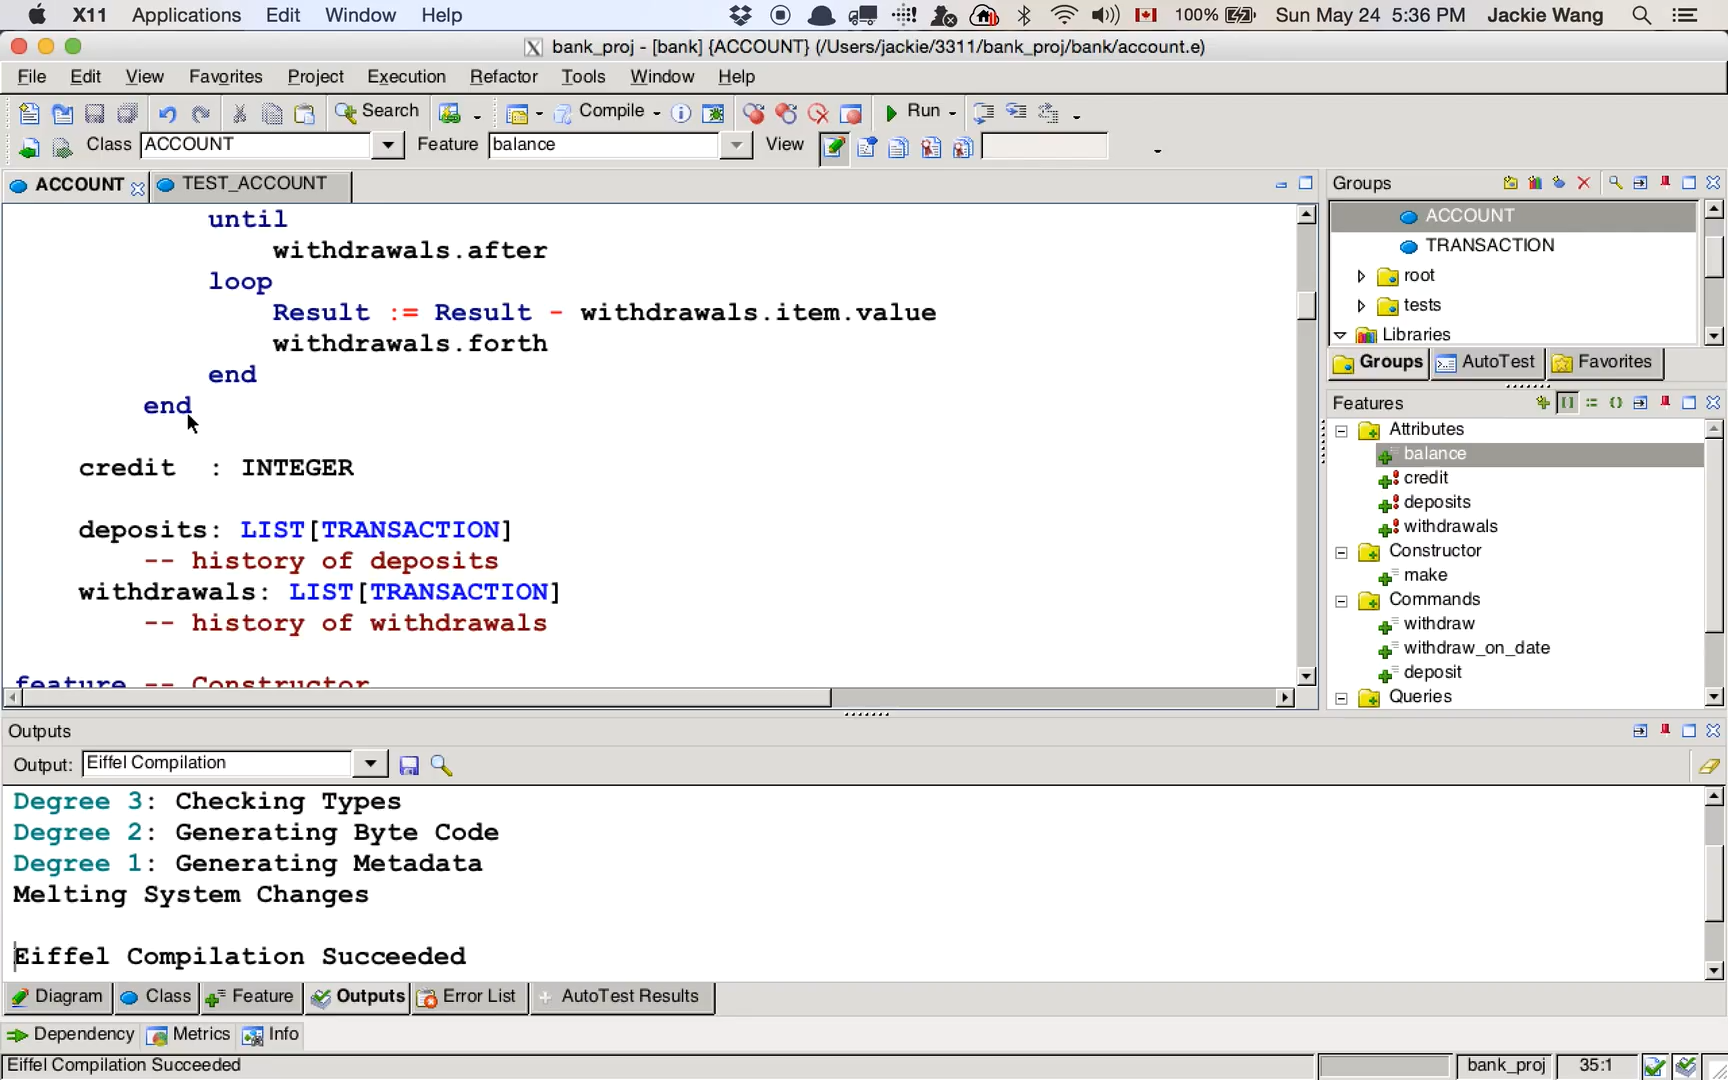 X11 Applications Edit Window Help 100% Sun May 24 5:36 PM Jackie Wang
bank_proj - [bank] {ACCOUNT} (/Users/jackie/3311/bank_proj/bank/account.e)
File Edit View Favorites Project Execution Refactor Tools Window Help
Search Compile Run
Class ACCOUNT Feature balance View
ACCOUNT TEST_ACCOUNT
until
withdrawals.after
loop
Result := Result - withdrawals.item.value
withdrawals.forth
end
end
credit : INTEGER
deposits: LIST[TRANSACTION]
-- history of deposits
withdrawals: LIST[TRANSACTION]
-- history of withdrawals
feature -- Constructor
Groups
ACCOUNT
TRANSACTION
root
tests
Libraries
Groups AutoTest Favorites
Features
Attributes
balance
credit
deposits
withdrawals
Constructor
make
Commands
withdraw
withdraw_on_date
deposit
Queries
Outputs
Output: Eiffel Compilation
Degree 3: Checking Types
Degree 2: Generating Byte Code
Degree 1: Generating Metadata
Melting System Changes
Eiffel Compilation Succeeded
Diagram Class Feature Outputs Error List AutoTest Results
Dependency Metrics Info
Eiffel Compilation Succeeded bank_proj 35:1